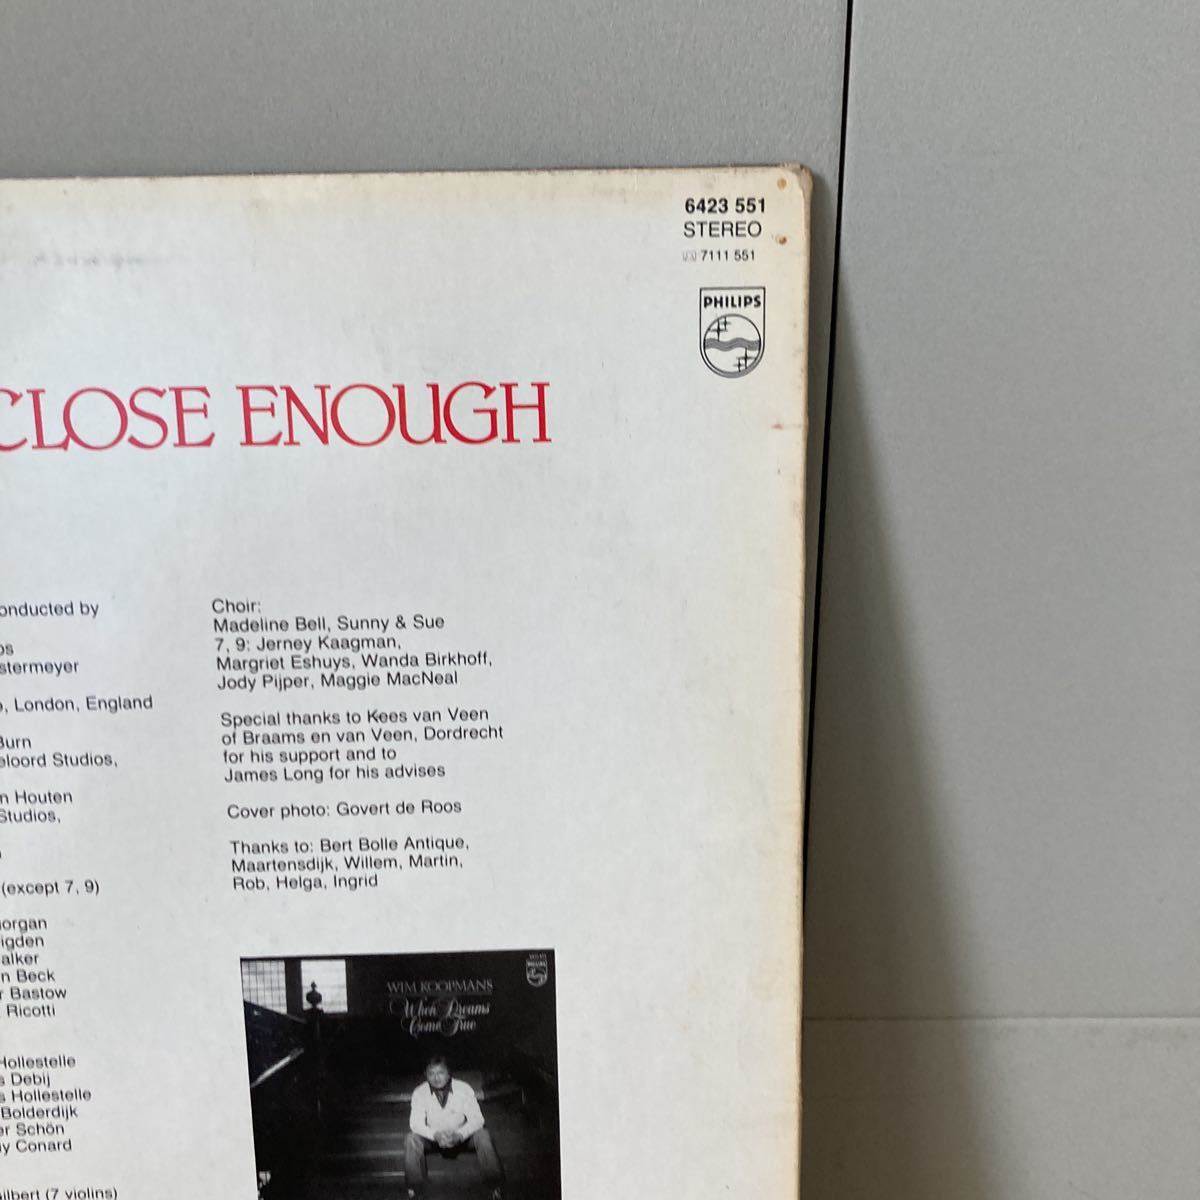 6423 551
STEREO
7111 551
PHILIPS
CLOSE ENOUGH
onducted by
os
stermeyer
, London, England
Burn
eloord Studios,
n Houten
Studios,
(except 7, 9)
organ
igden
alker
n Beck
r Bastow
Ricotti
Hollestelle
s Debij
s Hollestelle
Bolderdijk
er Schön
y Conard
ilbert (7 violins)
Choir:
Madeline Bell, Sunny & Sue
7, 9: Jerney Kaagman,
Margriet Eshuys, Wanda Birkhoff,
Jody Pijper, Maggie MacNeal
Special thanks to Kees van Veen
of Braams en van Veen, Dordrecht
for his support and to
James Long for his advises
Cover photo: Govert de Roos
Thanks to: Bert Bolle Antique,
Maartensdijk, Willem, Martin,
Rob, Helga, Ingrid
WIM KOOPMANS
When Dreams
Come True